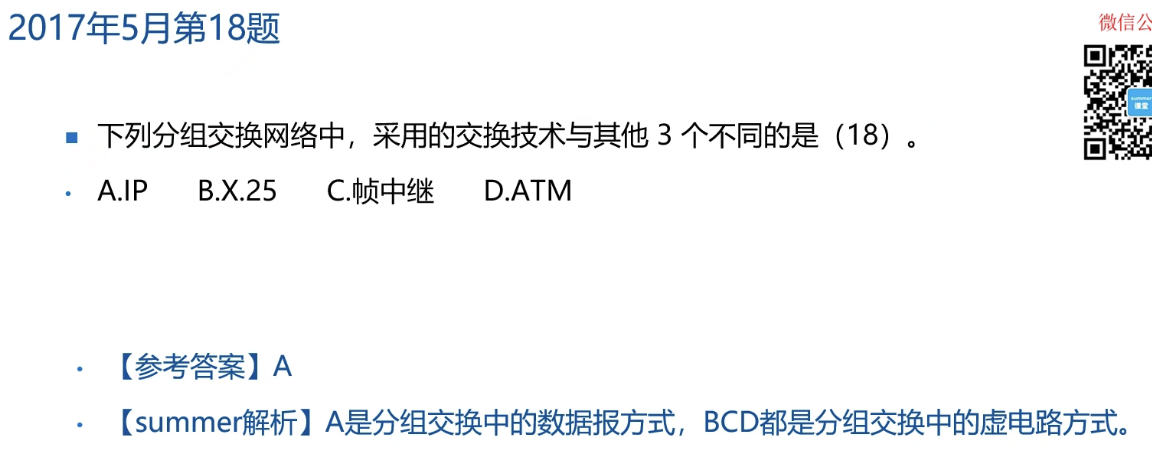 2017年5月第18题
微信公
下列分组交换网络中，采用的交换技术与其他 3 个不同的是（18）。
A.IP B.X.25 C.帧中继 D.ATM
【参考答案】A
【summer解析】A是分组交换中的数据报方式，BCD都是分组交换中的虚电路方式。